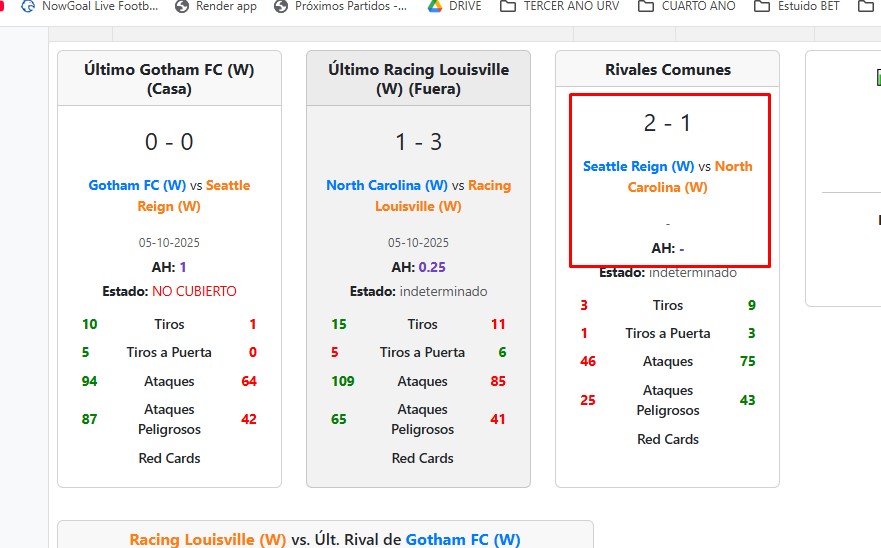 NowGoal Live Footb...
Render app
Próximos Partidos -...
DRIVE
TERCER ANO URV
CUARTO ANO
Estuido BET
Último Gotham FC (W)
(Casa)
0 - 0
Gotham FC (W) vs Seattle
Reign (W)
05-10-2025
AH: 1
Estado: NO CUBIERTO
10 Tiros 1
5 Tiros a Puerta 0
94 Ataques 64
87 Ataques Peligrosos 42
Red Cards
Último Racing Louisville
(W) (Fuera)
1 - 3
North Carolina (W) vs Racing
Louisville (W)
05-10-2025
AH: 0.25
Estado: indeterminado
15 Tiros 11
5 Tiros a Puerta 6
109 Ataques 85
65 Ataques Peligrosos 41
Red Cards
Rivales Comunes
2 - 1
Seattle Reign (W) vs North
Carolina (W)
-
AH: -
Estado: indeterminado
3 Tiros 9
1 Tiros a Puerta 3
46 Ataques 75
25 Ataques Peligrosos 43
Red Cards
Racing Louisville (W) vs. Últ. Rival de Gotham FC (W)